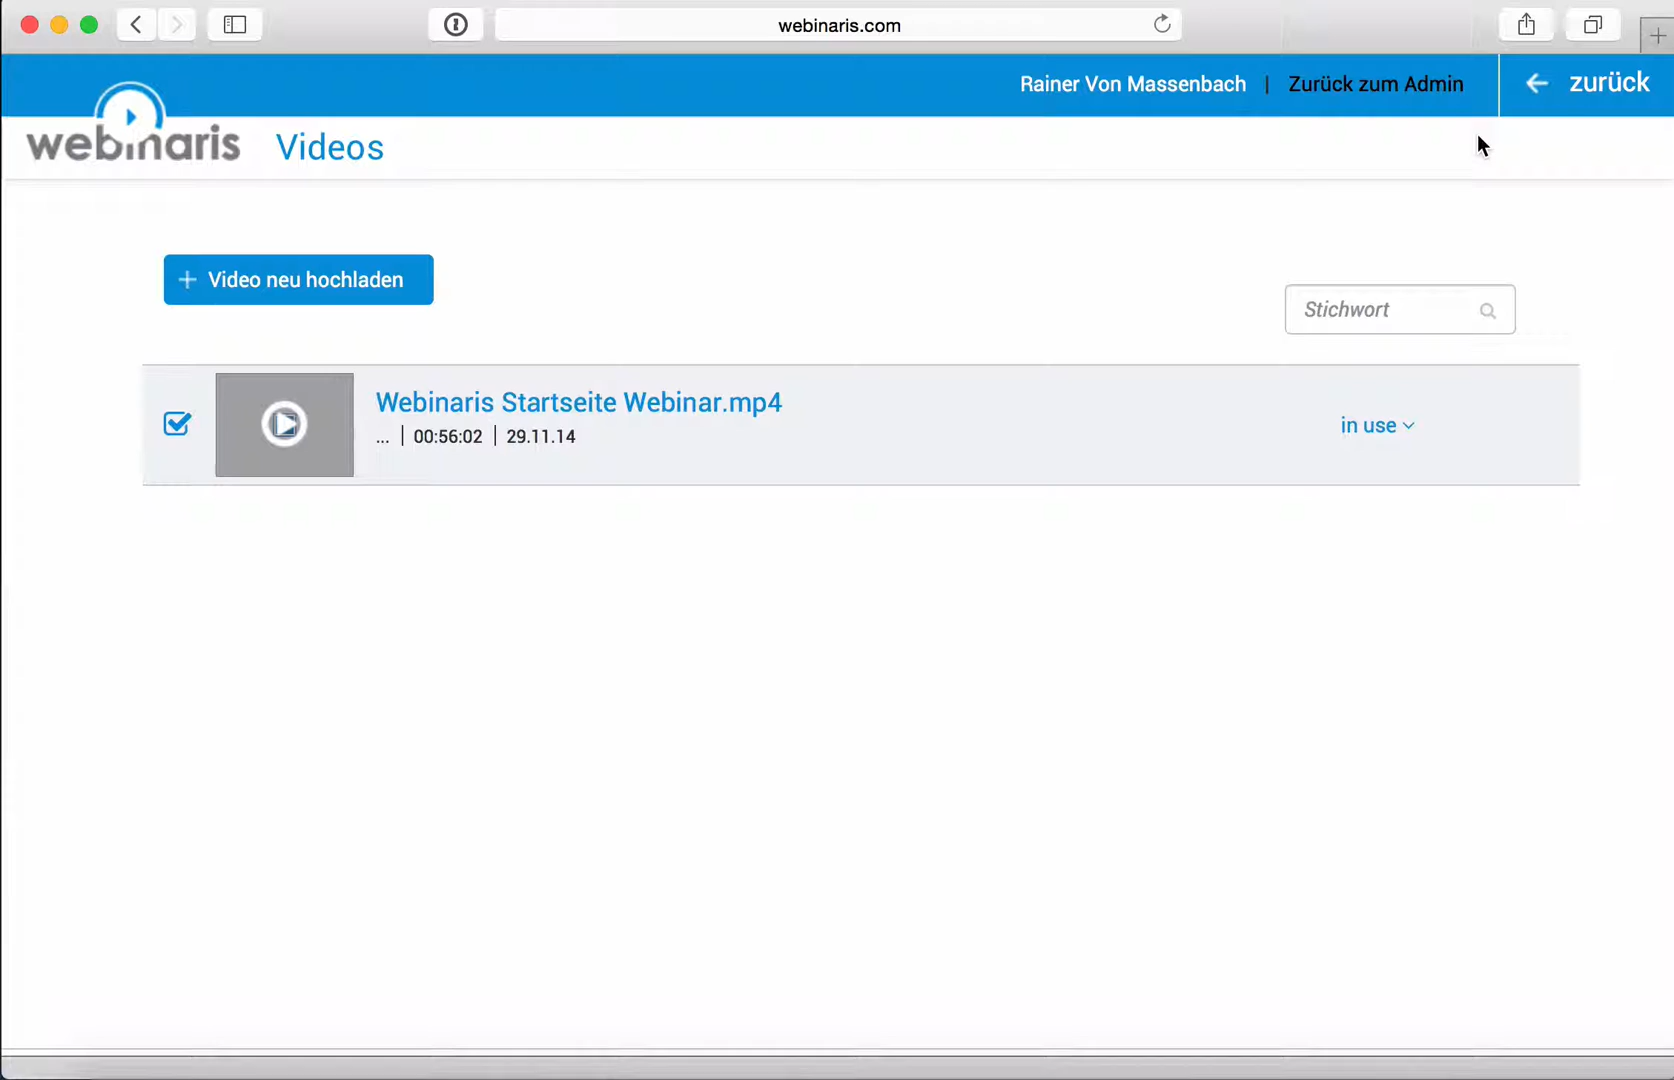 webinaris.com
Rainer Von Massenbach | Zurück zum Admin
zurück
webinaris
Videos
+ Video neu hochladen
Stichwort
Webinaris Startseite Webinar.mp4
... | 00:56:02 | 29.11.14
in use